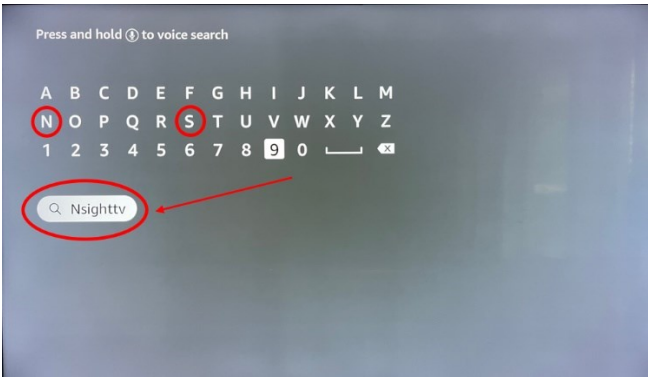 Press and hold to voice search
A B C D E F G H I J K L M
N O P Q R S T U V W X Y Z
1 2 3 4 5 6 7 8 9 0
Nsighttv